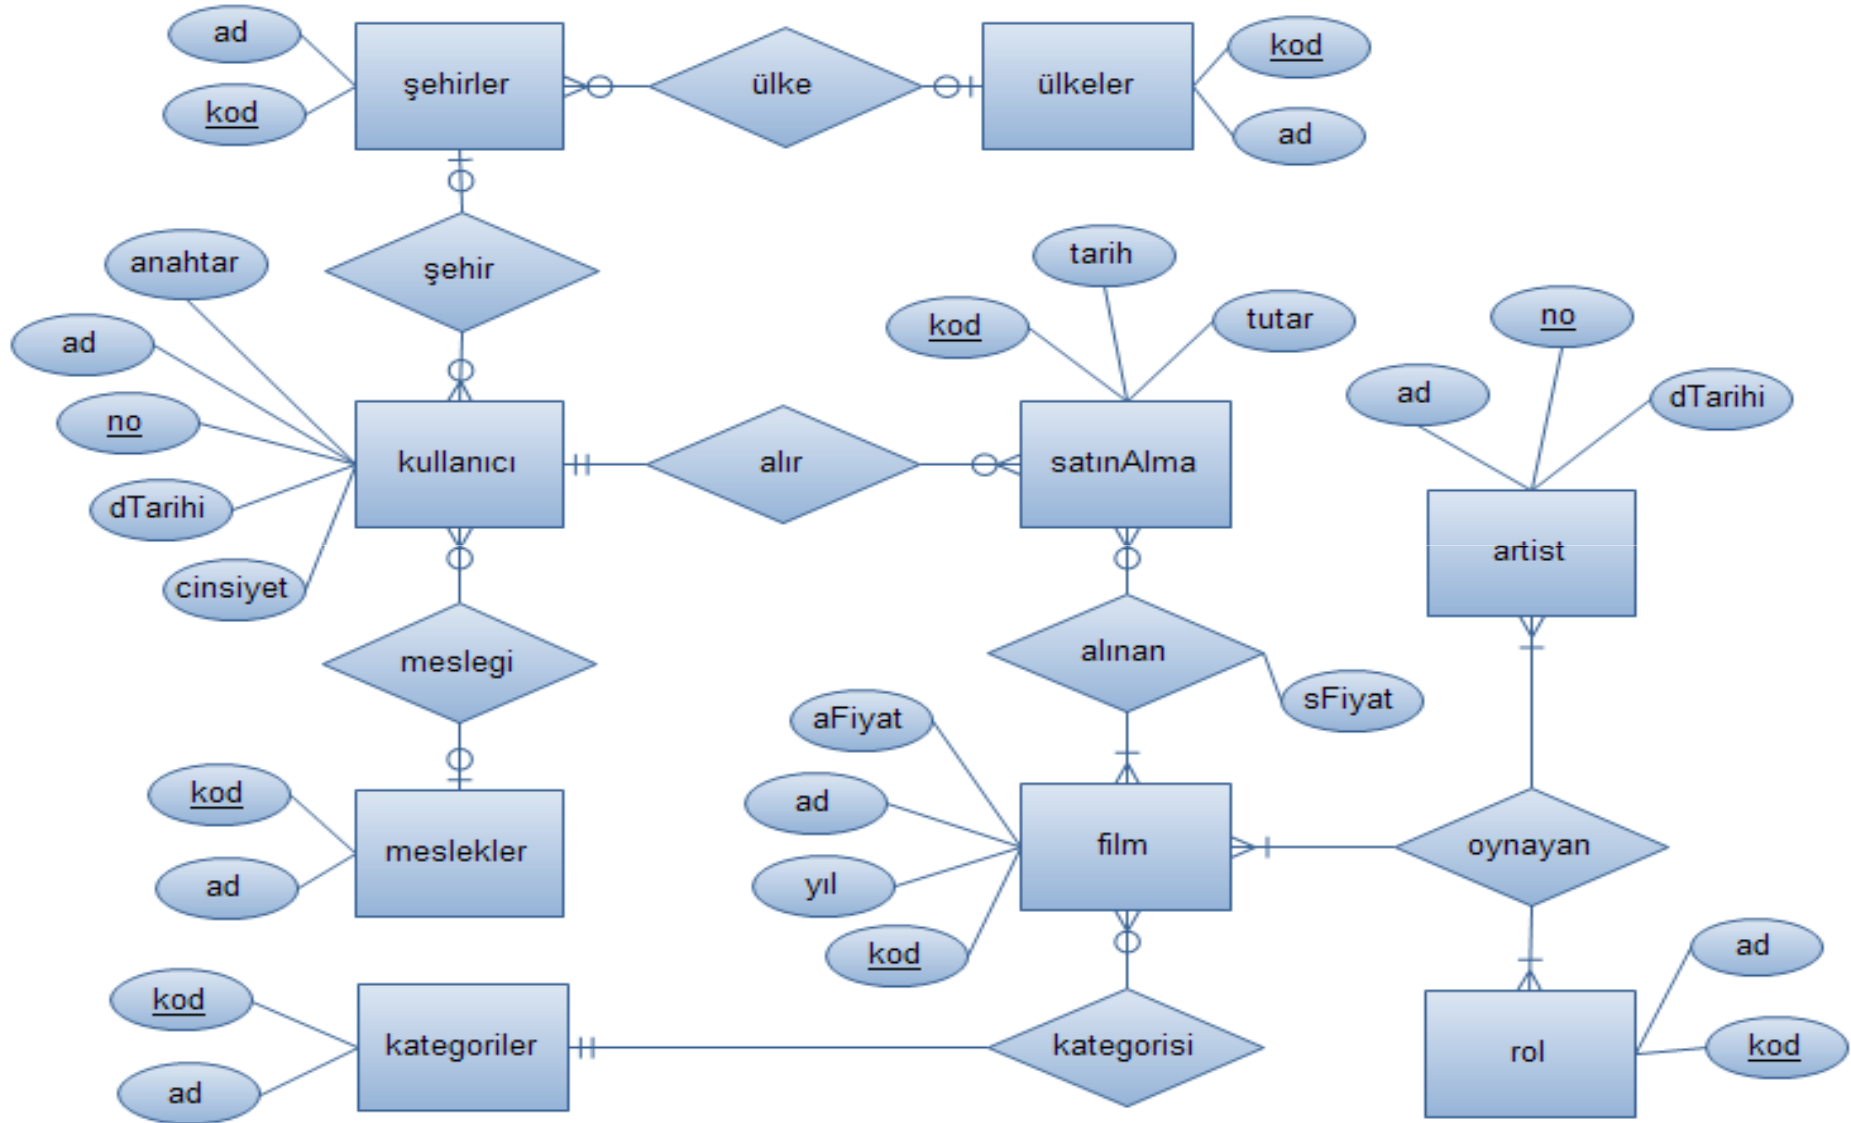 ad
kod
şehirler
ülke
ülkeler
kod
ad
anahtar
ad
no
dTarihi
cinsiyet
şehir
kullanıcı
alır
kod
tarih
tutar
satınAlma
ad
no
dTarihi
artist
meslegi
alınan
sFiyat
kod
ad
meslekler
aFiyat
ad
yıl
kod
film
oynayan
kod
ad
kategoriler
kategorisi
rol
ad
kod